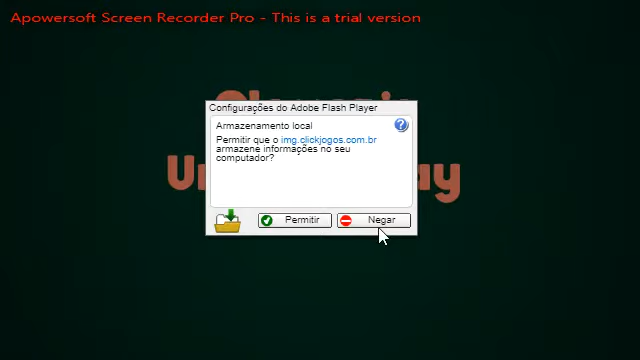 Apowersoft Screen Recorder Pro - This is a trial version
Configurações do Adobe Flash Player
Armazenamento local
Permitir que o img.clickjogos.com.br
armazene informações no seu
computador?
Permitir
Negar